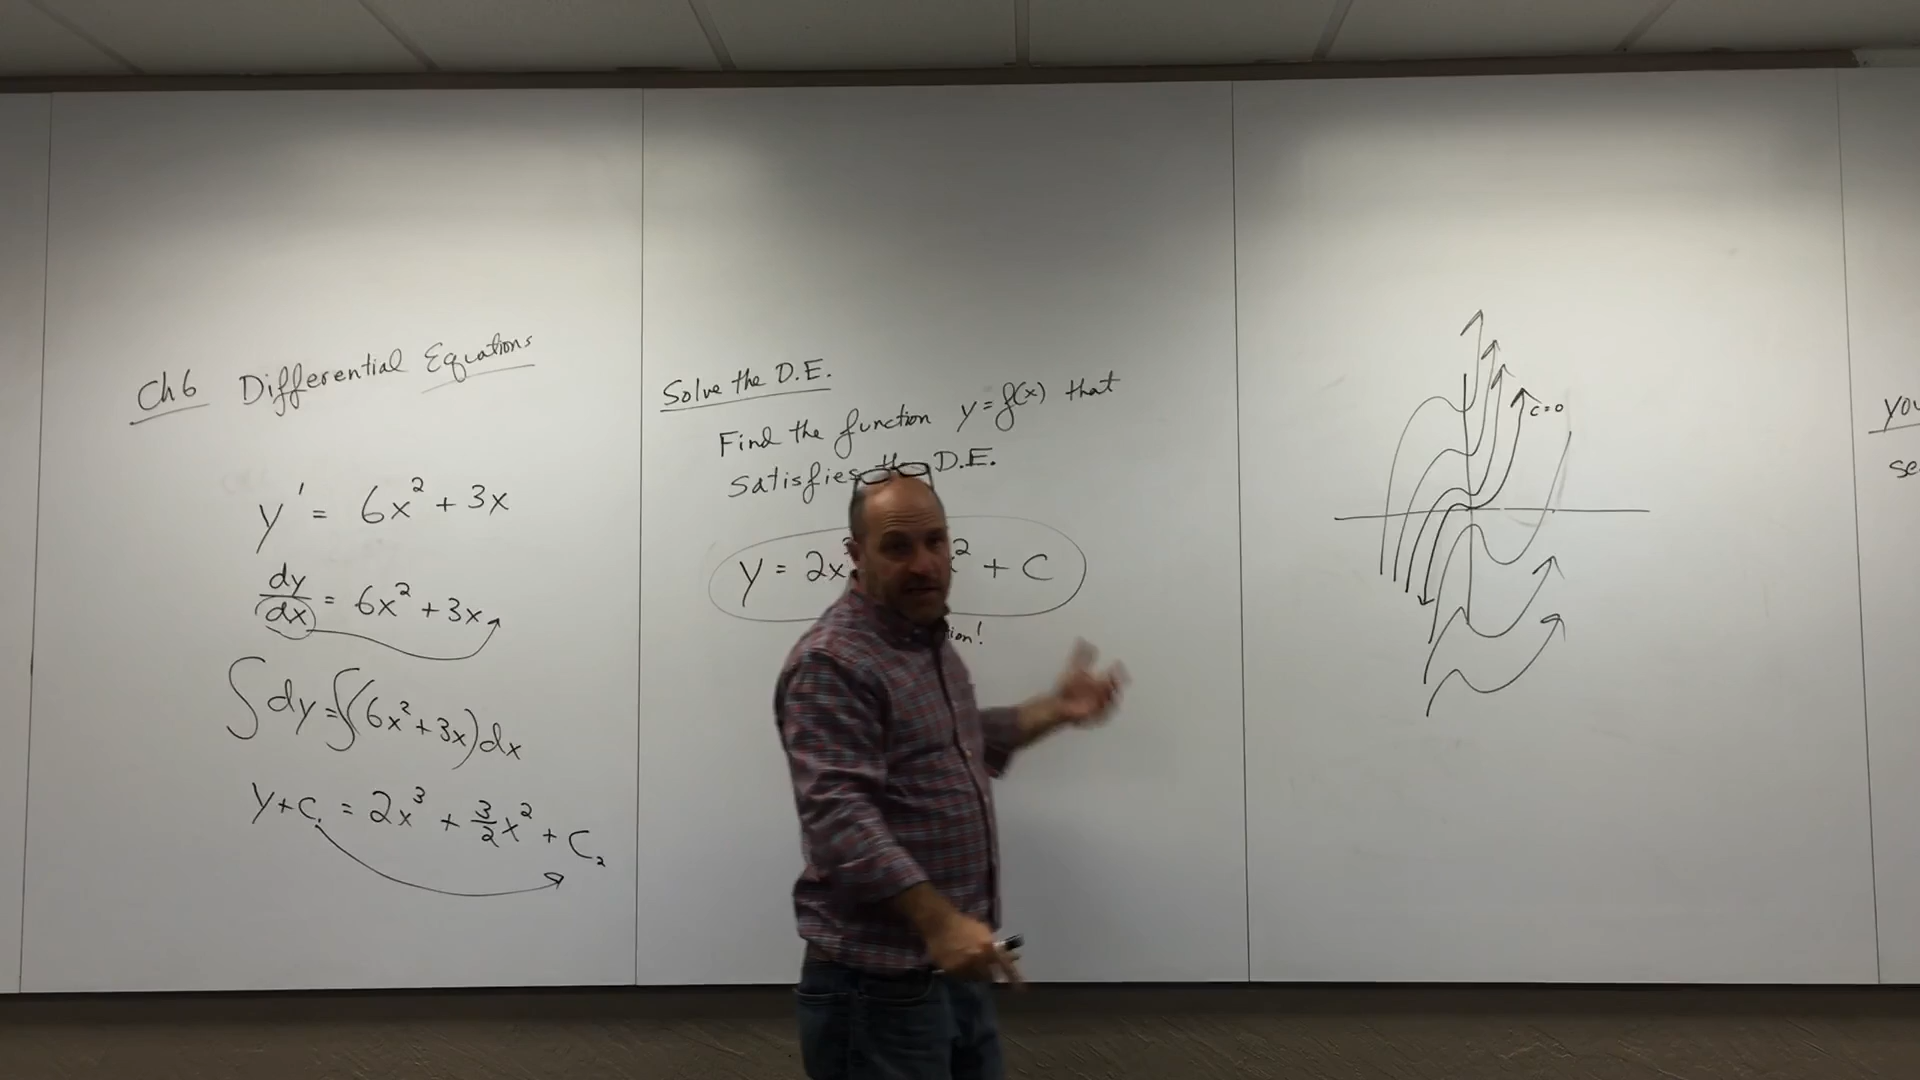 Ch 6 Differential Equations
y' = 6x² + 3x
dy/dx = 6x² + 3x
∫dy = ∫(6x² + 3x)dx
y + C₁ = 2x³ + 3/2 x² + C₂
Solve the D.E.
Find the function y = f(x) that
satisfies the D.E.
y = 2x³ x² + C
C = 0